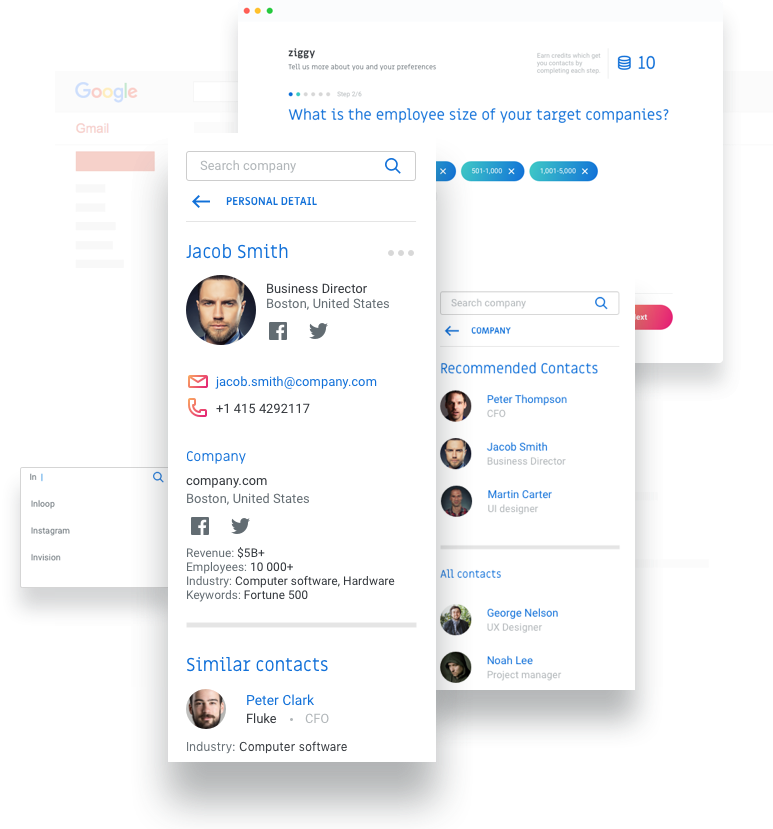 ziggy
Tell us more about you and your preferences
Earn credits which get
you contacts by
completing each step.
10
Step 2/6
What is the employee size of your target companies?
501-1,000
1,001-5,000
Google
Gmail
Search company
PERSONAL DETAIL
Jacob Smith
Business Director
Boston, United States
jacob.smith@company.com
+1 415 4292117
Company
company.com
Boston, United States
Revenue: $5B+
Employees: 10 000+
Industry: Computer software, Hardware
Keywords: Fortune 500
Similar contacts
Peter Clark
Fluke • CFO
Industry: Computer software
Search company
COMPANY
Recommended Contacts
Peter Thompson
CFO
Jacob Smith
Business Director
Martin Carter
UI designer
All contacts
George Nelson
UX Designer
Noah Lee
Project manager
ext
In |
Inloop
Instagram
Invision